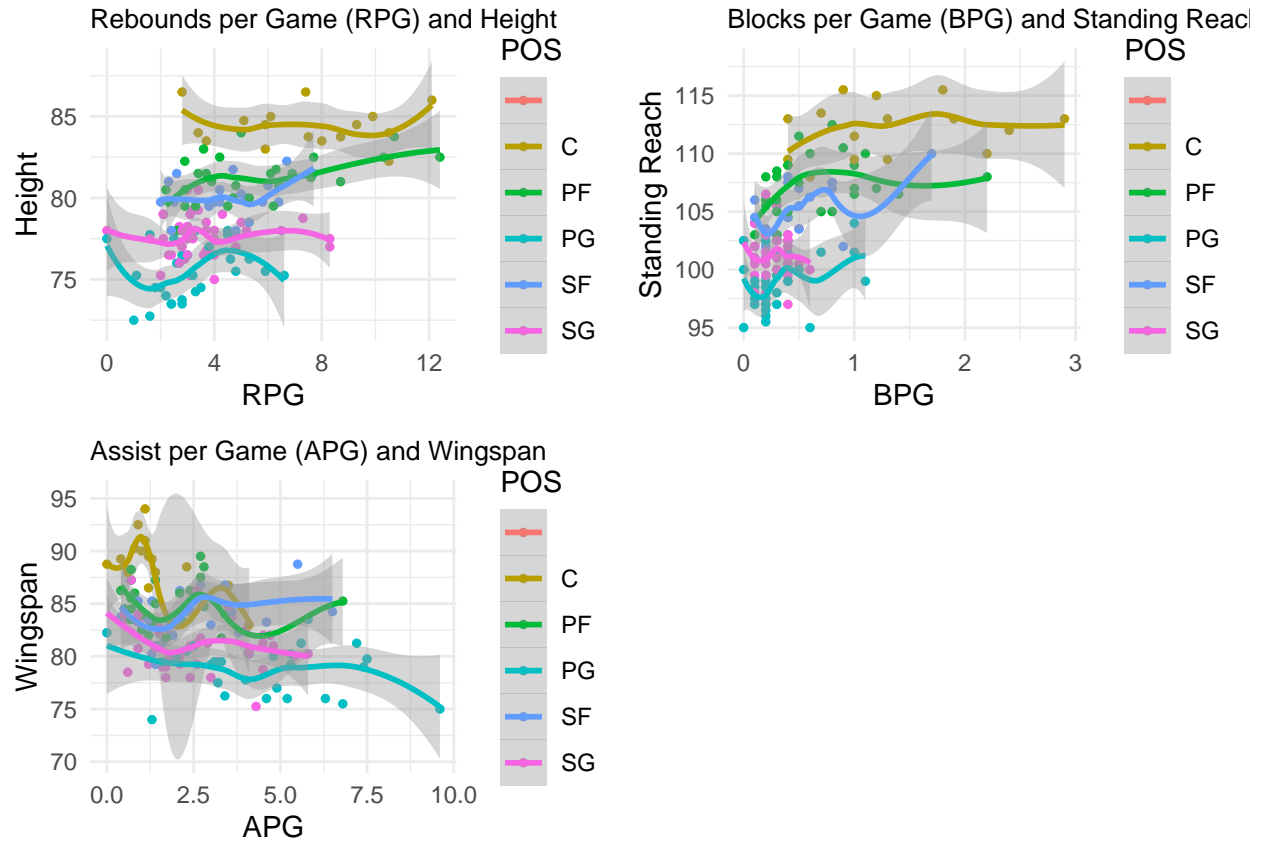 Rebounds per Game (RPG) and Height
POS
85
80
75
Height
0
4
8
12
RPG
C
PF
PG
SF
SG
Blocks per Game (BPG) and Standing Reac
POS
115
110
105
100
95
Standing Reach
0
1
2
3
BPG
C
PF
PG
SF
SG
Assist per Game (APG) and Wingspan
POS
95
90
85
80
75
70
Wingspan
0.0
2.5
5.0
7.5
10.0
APG
C
PF
PG
SF
SG